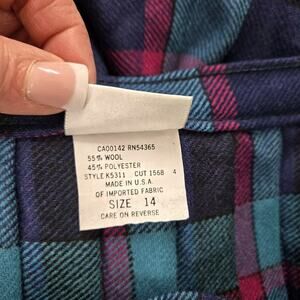 CA00142 RN54365
55% WOOL
45% POLYESTER
STYLE K5311 CUT 1568 4
MADE IN U.S.A.
OF IMPORTED FABRIC
SIZE 14
CARE ON REVERSE